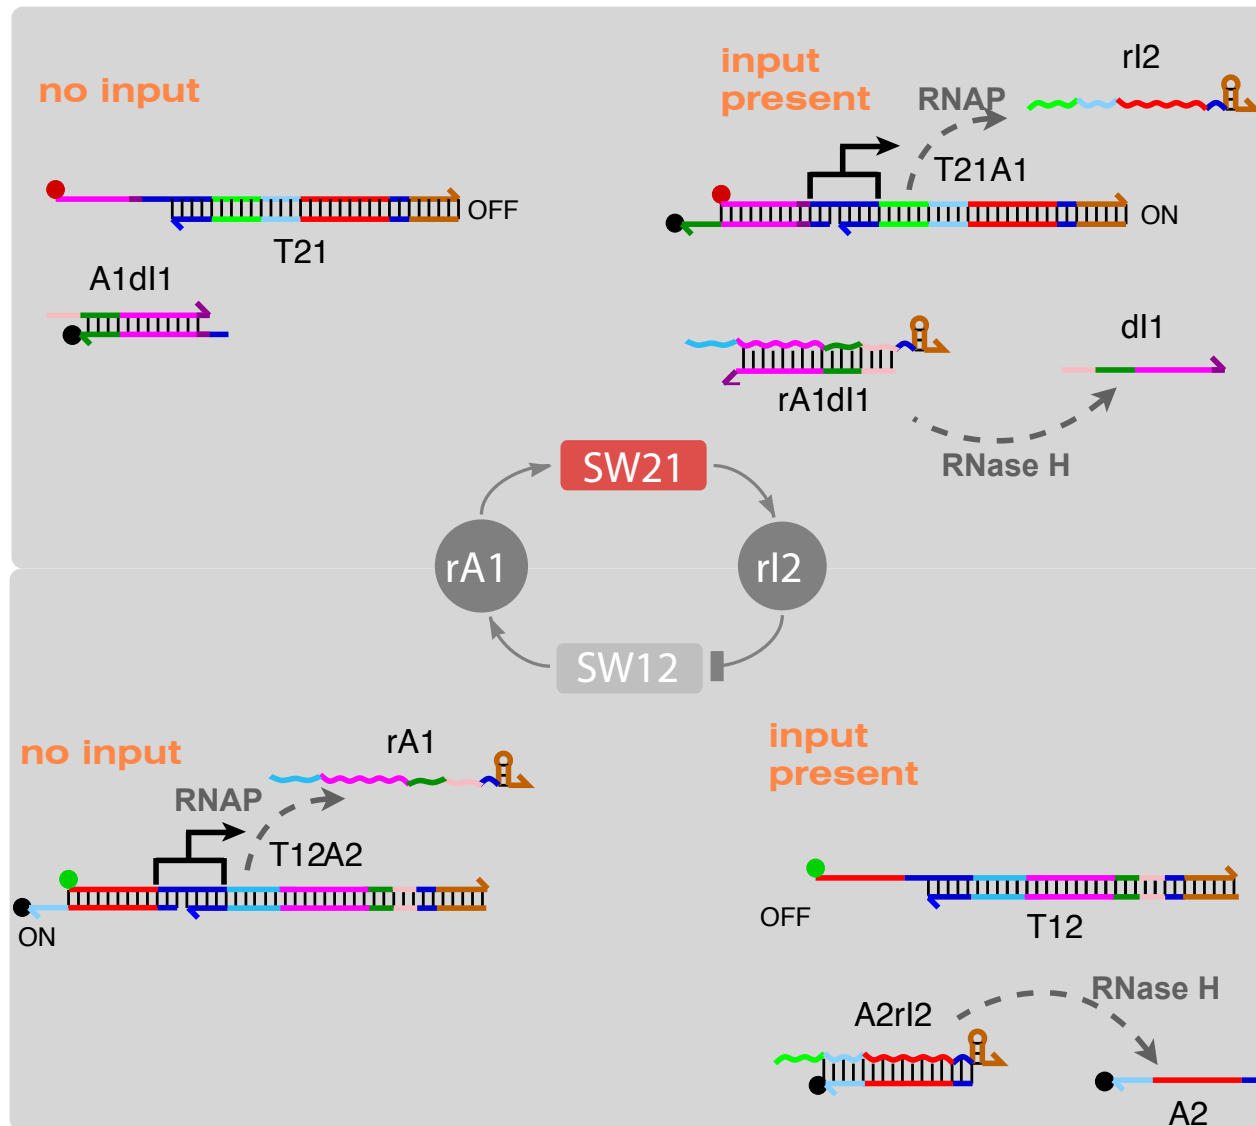 no input
OFF
T21
A1dI1
input
present
RNAP
rI2
T21A1
ON
rA1dI1
dI1
RNase H
SW21
rA1
rI2
SW12
no input
rA1
RNAP
T12A2
ON
input
present
OFF
T12
A2rI2
RNase H
A2